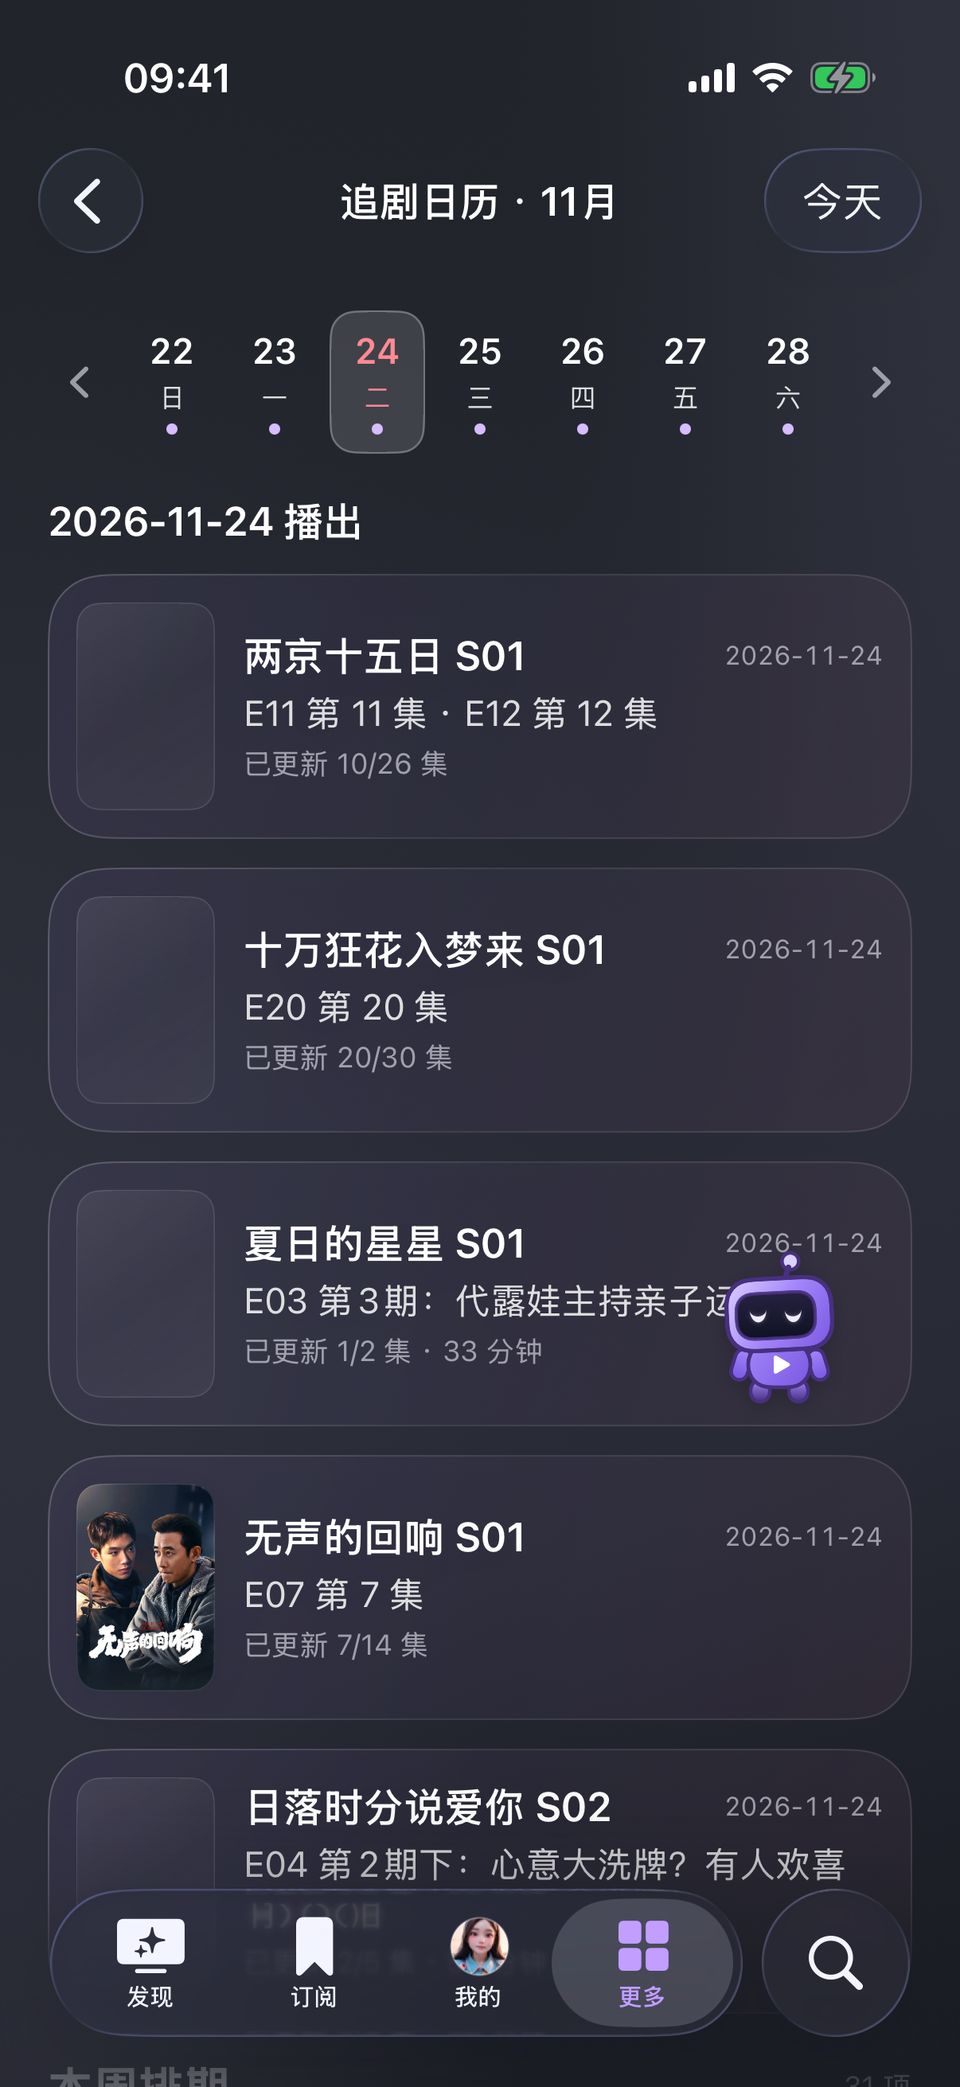 09:41
追剧日历 · 11月
今天
22 23 24 25 26 27 28
日 一 二 三 四 五 六
2026-11-24 播出
两京十五日 S01
2026-11-24
E11 第 11 集 · E12 第 12 集
已更新 10/26 集
十万狂花入梦来 S01
2026-11-24
E20 第 20 集
已更新 20/30 集
夏日的星星 S01
2026-11-24
E03 第3期：代露娃主持亲子运
已更新 1/2 集 · 33 分钟
无声的回响
无声的回响 S01
2026-11-24
E07 第 7 集
已更新 7/14 集
日落时分说爱你 S02
2026-11-24
E04 第2期下：心意大洗牌？有人欢喜
发现
订阅
我的
更多
本周排期
31 项